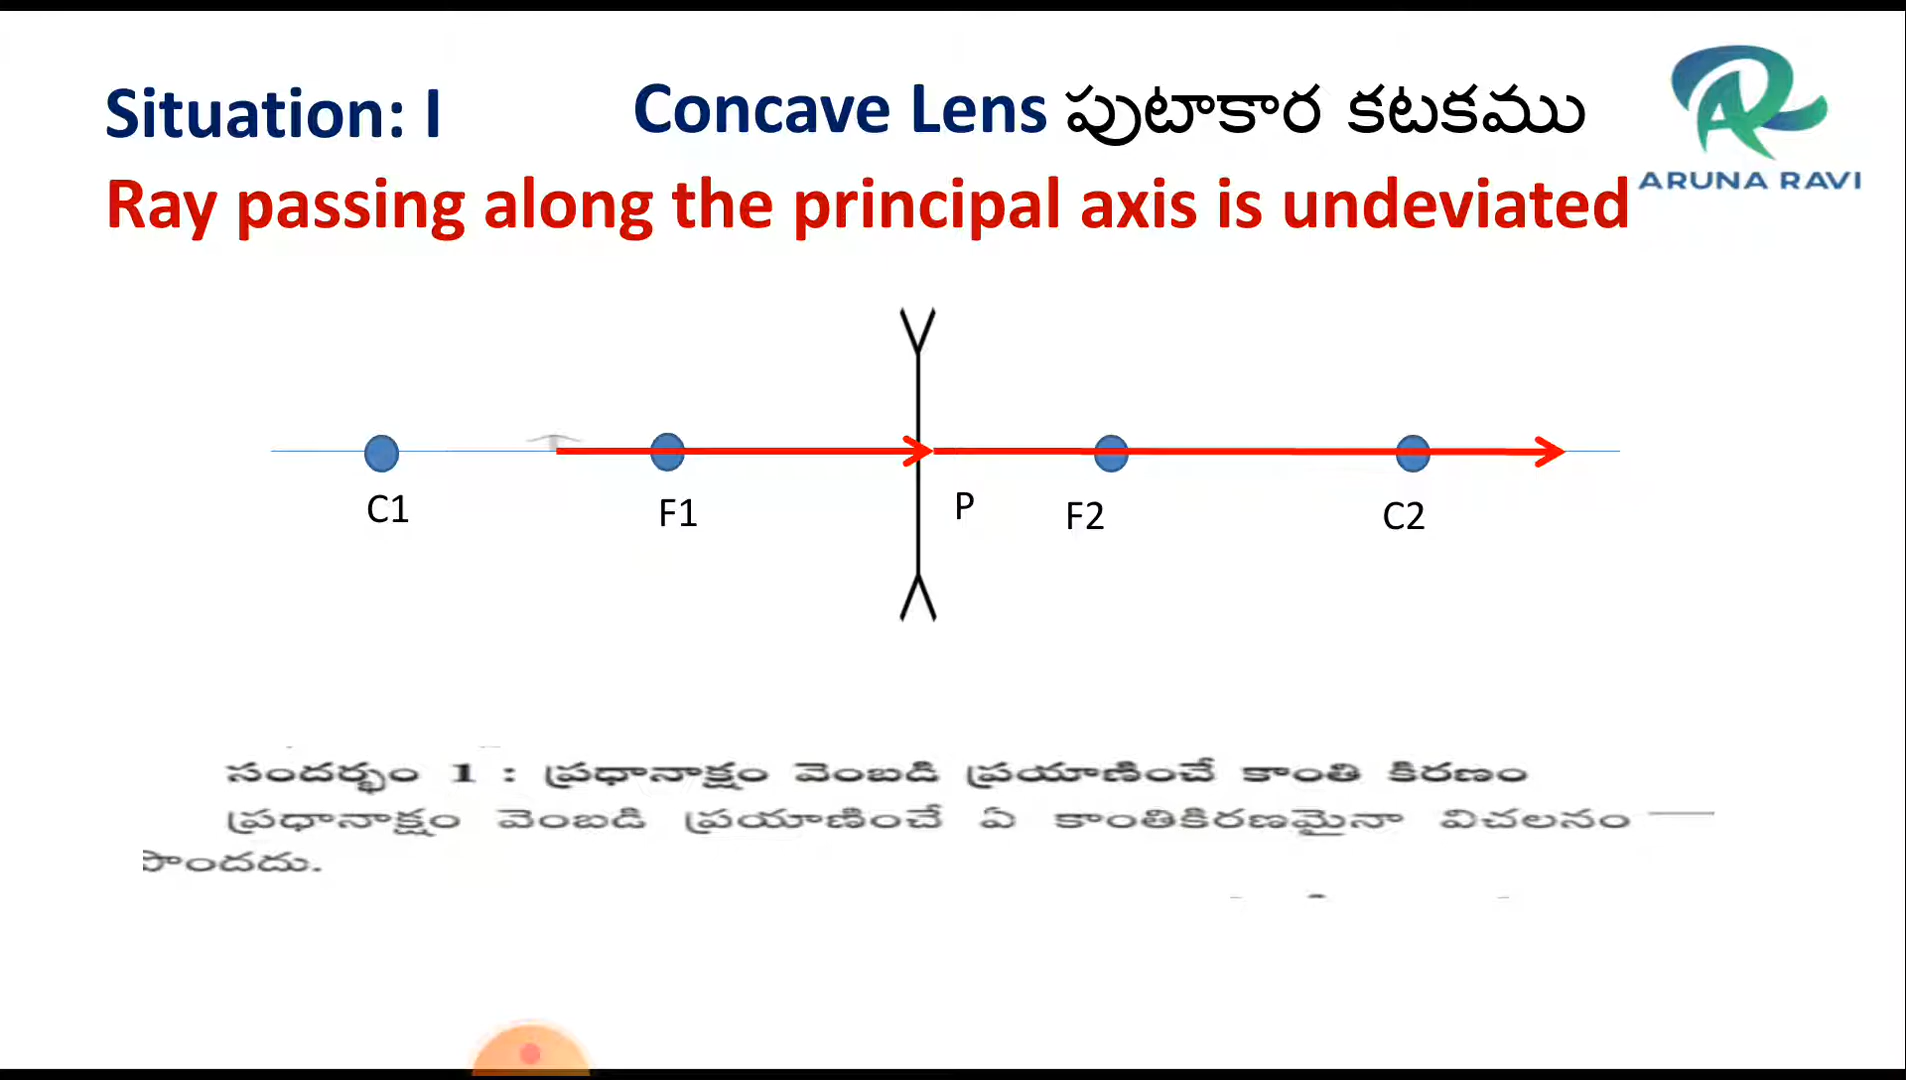 Situation: I
Concave Lens పుటాకార కటకము
ARUNA RAVI
Ray passing along the principal axis is undeviated
C1
F1
P
F2
C2
సందర్భం 1 : ప్రధానాక్షం వెంబడి ప్రయాణించే కాంతి కిరణం
ప్రధానాక్షం వెంబడి ప్రయాణించే ఏ కాంతికిరణమైనా విచలనం
పొందదు.